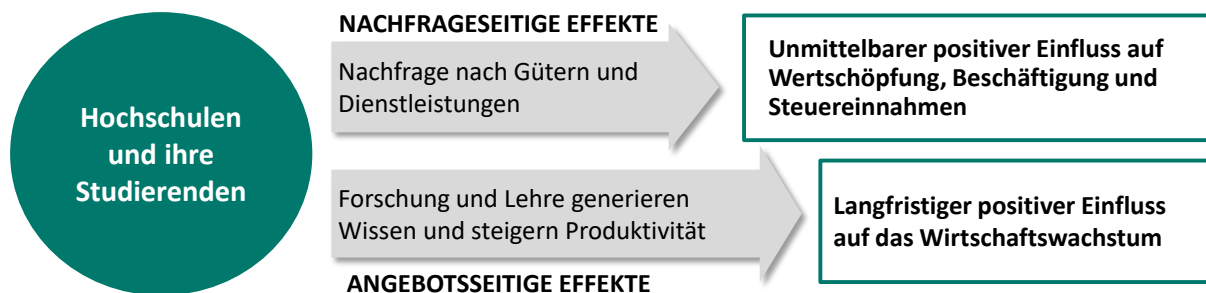 Hochschulen
und ihre
Studierenden
NACHFRAGESEITIGE EFFEKTE
Nachfrage nach Gütern und
Dienstleistungen
Unmittelbarer positiver Einfluss auf
Wertschöpfung, Beschäftigung und
Steuereinnahmen
Forschung und Lehre generieren
Wissen und steigern Produktivität
ANGEBOTSSEITIGE EFFEKTE
Langfristiger positiver Einfluss
auf das Wirtschaftswachstum